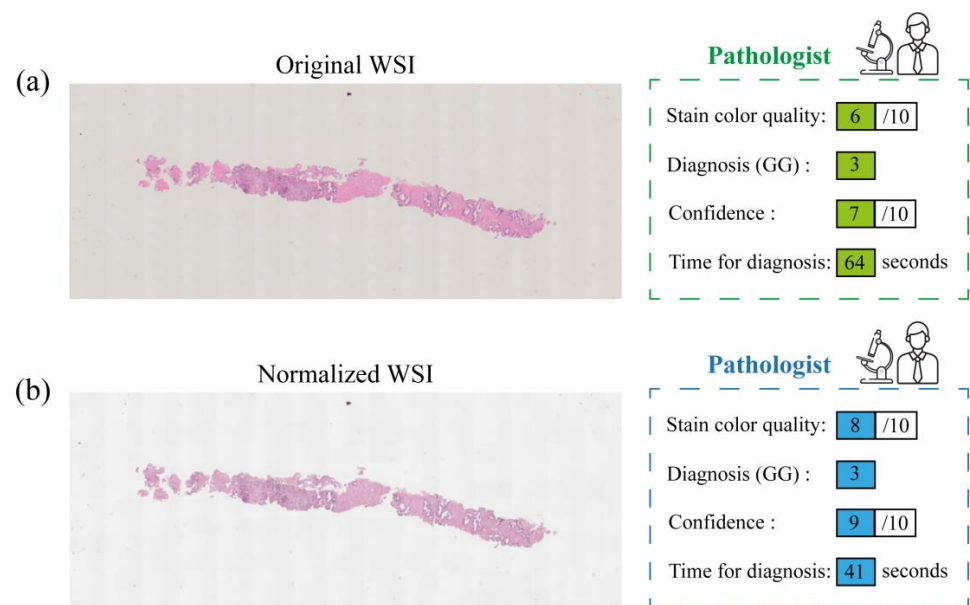 (a)
Original WSI
Pathologist
Stain color quality: 6 /10
Diagnosis (GG) : 3
Confidence : 7 /10
Time for diagnosis: 64 seconds
(b)
Normalized WSI
Pathologist
Stain color quality: 8 /10
Diagnosis (GG) : 3
Confidence : 9 /10
Time for diagnosis: 41 seconds